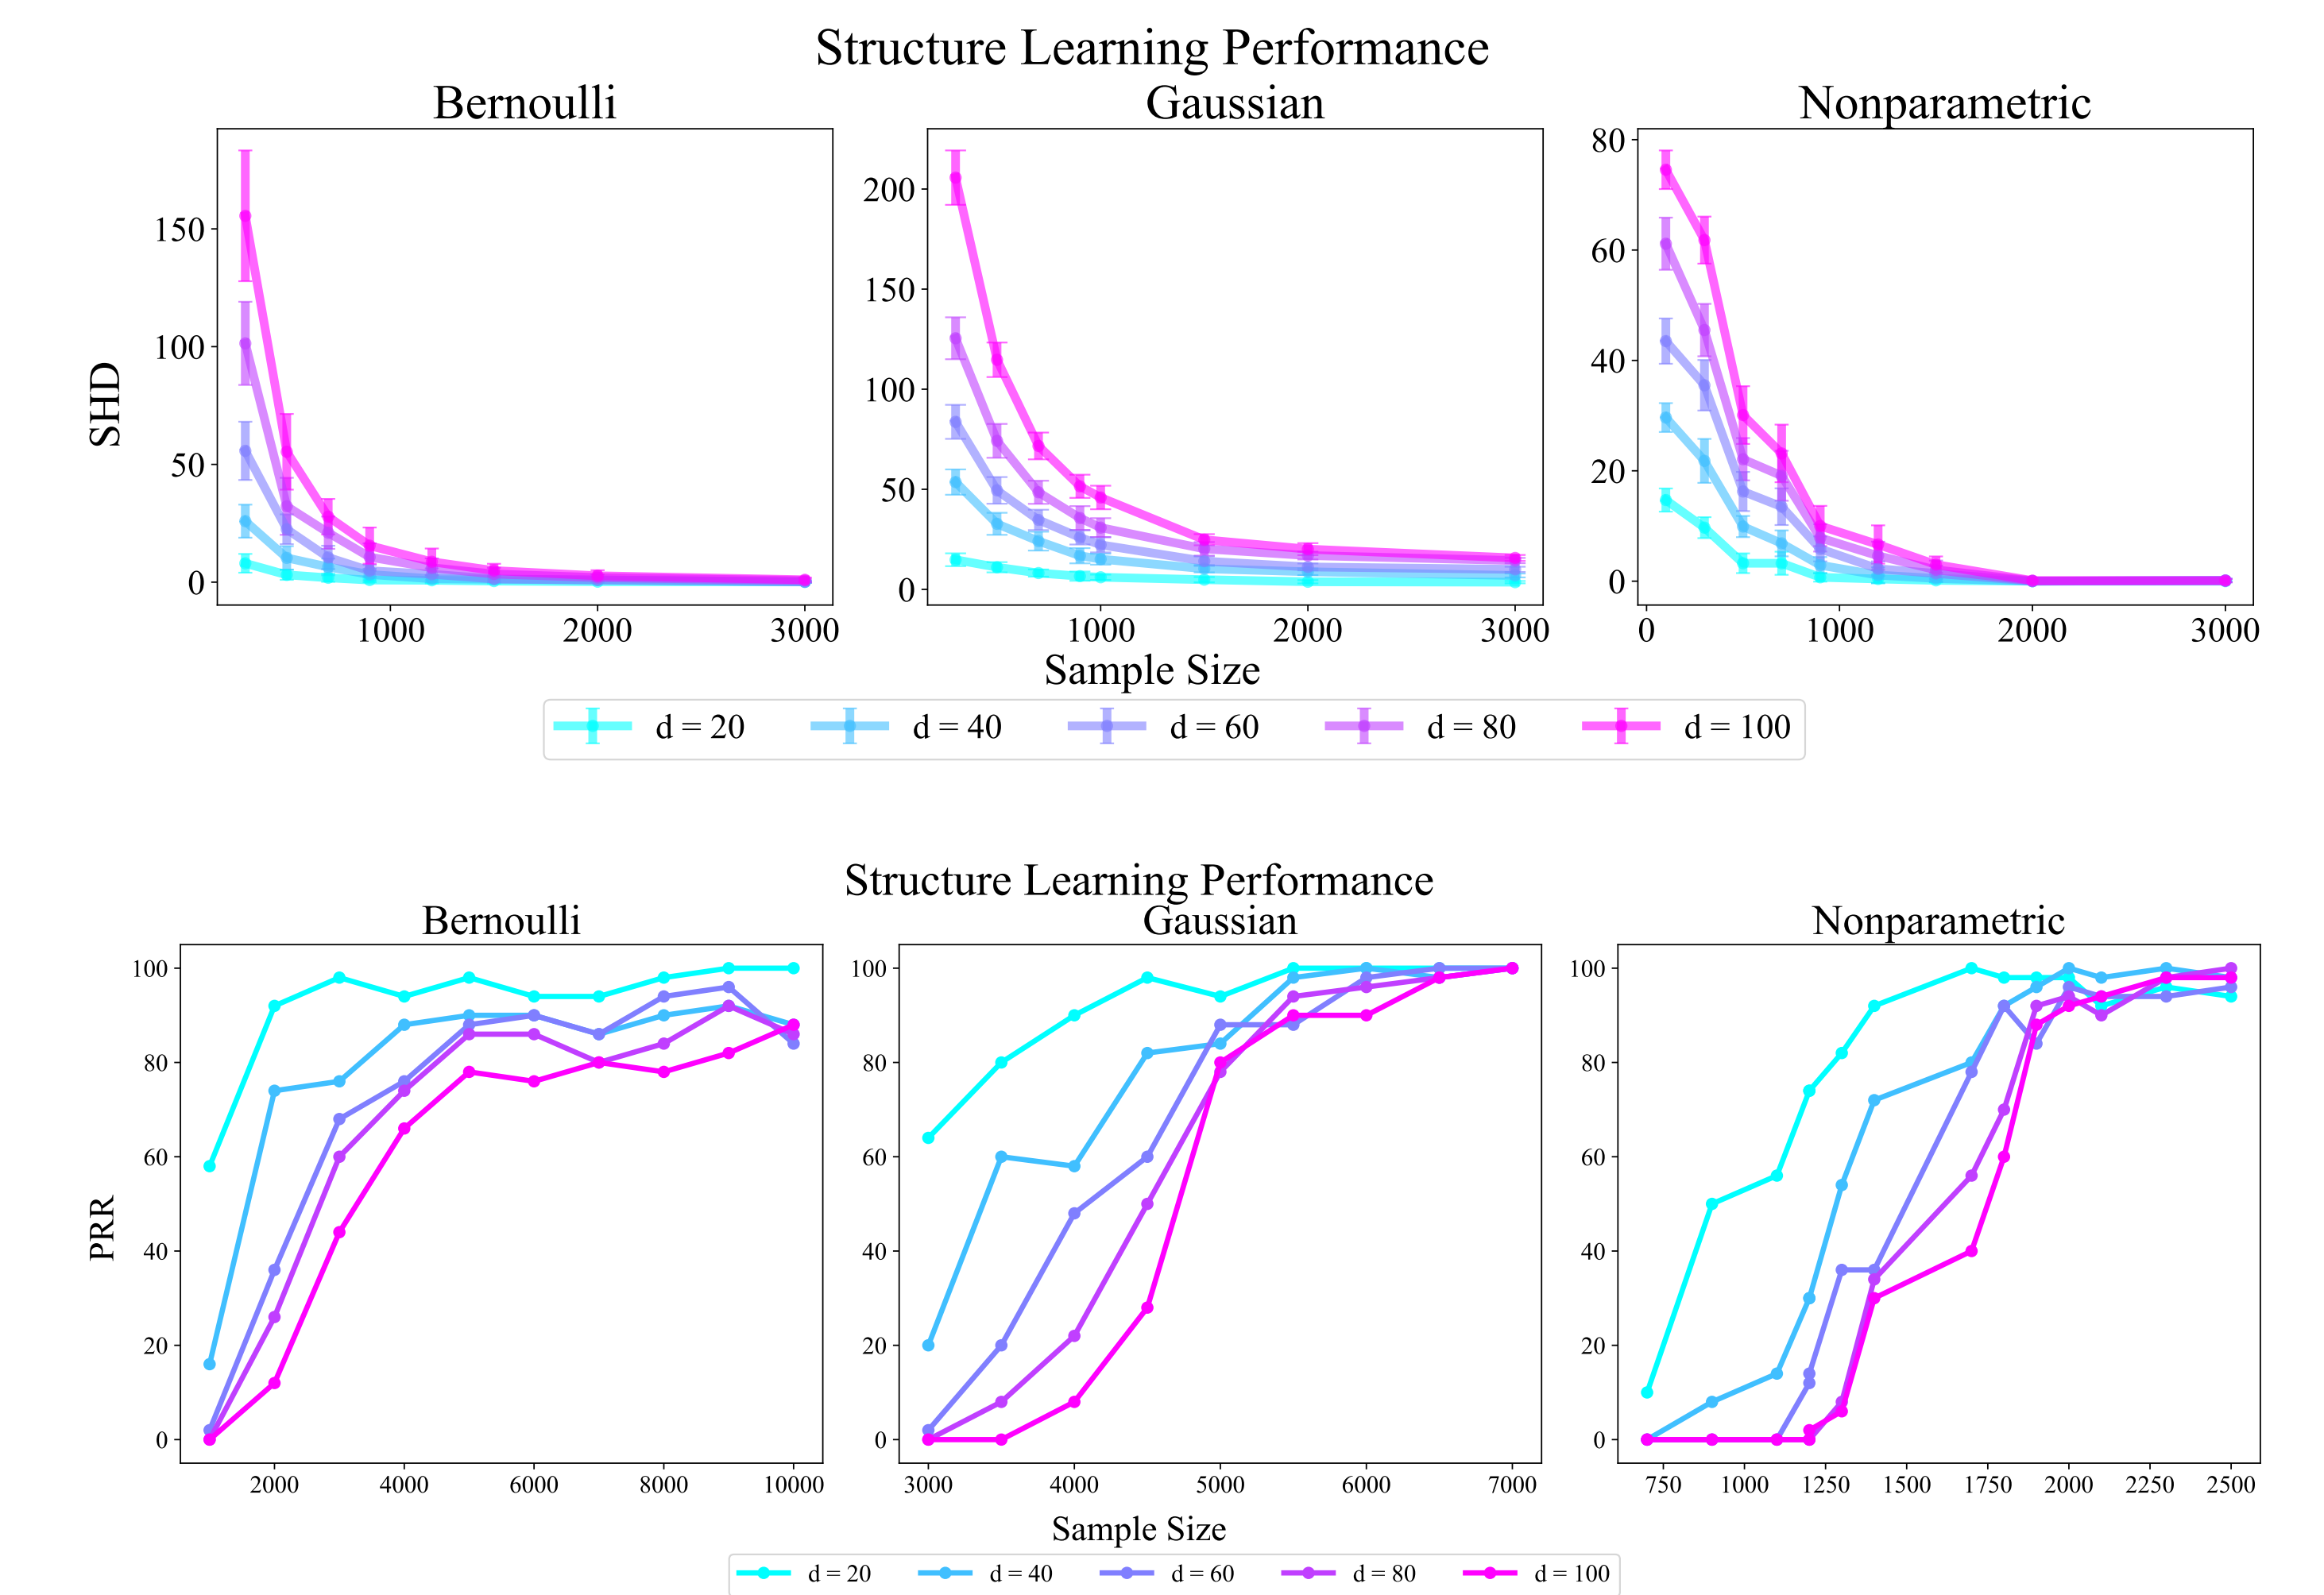 Structure Learning Performance
Bernoulli Gaussian Nonparametric
SHD
150
100
50
0
1000 2000 3000
200
150
100
50
0
1000 2000 3000
80
60
40
20
0
0 1000 2000 3000
Sample Size
d = 20 d = 40 d = 60 d = 80 d = 100
Structure Learning Performance
Bernoulli Gaussian Nonparametric
PRR
100
80
60
40
20
0
2000 4000 6000 8000 10000
100
80
60
40
20
0
3000 4000 5000 6000 7000
100
80
60
40
20
0
750 1000 1250 1500 1750 2000 2250 2500
Sample Size
d = 20 d = 40 d = 60 d = 80 d = 100